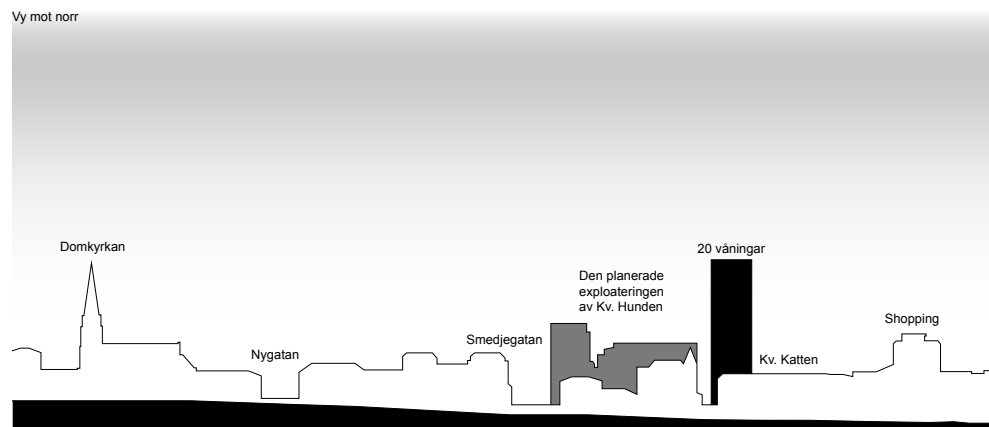 Vy mot norr
Domkyrkan
20 våningar
Den planerade
exploateringen
av Kv. Hunden
Shopping
Smedjegatan
Nygatan
Kv. Katten